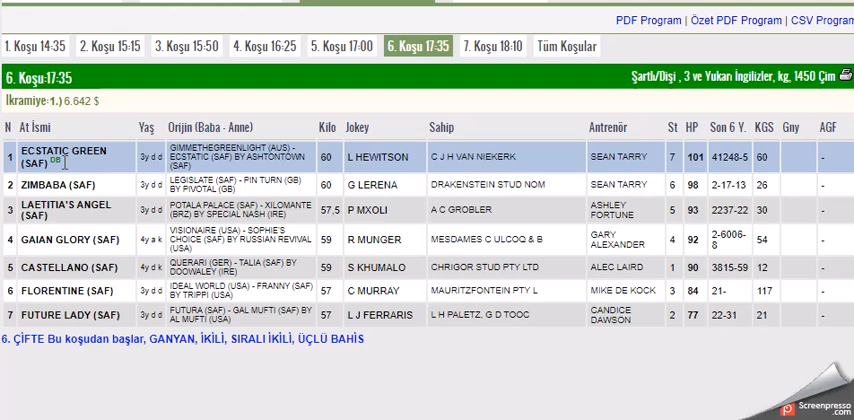 PDF Program | Özet PDF Program | CSV Program
1. Koşu 14:35 2. Koşu 15:15 3. Koşu 15:50 4. Koşu 16:25 5. Koşu 17:00 6. Koşu 17:35 7. Koşu 18:10 Tüm Koşular
6. Koşu:17:35 Şartlı/Dişi , 3 ve Yukarı İngilizler, kg, 1450 Çim
İkramiye:1.) 6.642 $
N At İsmi Yaş Orijin (Baba - Anne) Kilo Jokey Sahip Antrenör St HP Son 6 Y. KGS Gny AGF
1 ECSTATIC GREEN (SAF) DB 3y d d GIMMETHEGREENLIGHT (AUS) - ECSTATIC (SAF) BY ASHTONTOWN (SAF) 60 L HEWITSON C J H VAN NIEKERK SEAN TARRY 7 101 41248-5 60 -
2 ZIMBABA (SAF) 3y d d LEGISLATE (SAF) - PIN TURN (GB) BY PIVOTAL (GB) 60 G LERENA DRAKENSTEIN STUD NOM SEAN TARRY 6 98 2-17-13 26 -
3 LAETITIA'S ANGEL (SAF) 3y d d POTALA PALACE (SAF) - XILOMANTE (BRZ) BY SPECIAL NASH (IRE) 57,5 P MXOLI A C GROBLER ASHLEY FORTUNE 5 93 2237-22 30 -
4 GAIAN GLORY (SAF) 4y a k VISIONAIRE (USA) - SOPHIE'S CHOICE (SAF) BY RUSSIAN REVIVAL (USA) 59 R MUNGER MESDAMES C ULCOQ & B GARY ALEXANDER 4 92 2-6006-8 54 -
5 CASTELLANO (SAF) 4y d k QUERARI (GER) - TALIA (SAF) BY DOOWALEY (IRE) 59 S KHUMALO CHRIGOR STUD PTY LTD ALEC LAIRD 1 90 3815-59 12 -
6 FLORENTINE (SAF) 3y d d IDEAL WORLD (USA) - FRANNY (SAF) BY TRIPPI (USA) 57 C MURRAY MAURITZFONTEIN PTY L MIKE DE KOCK 3 84 21- 117 -
7 FUTURE LADY (SAF) 3y d d FUTURA (SAF) - GAL MUFTI (SAF) BY AL MUFTI (USA) 57 L J FERRARIS L H PALETZ, G D TOOC CANDICE DAWSON 2 77 22-31 21 -
6. ÇİFTE Bu koşudan başlar, GANYAN, İKİLİ, SIRALI İKİLİ, ÜÇLÜ BAHİS
Screenpresso
screenpresso.com